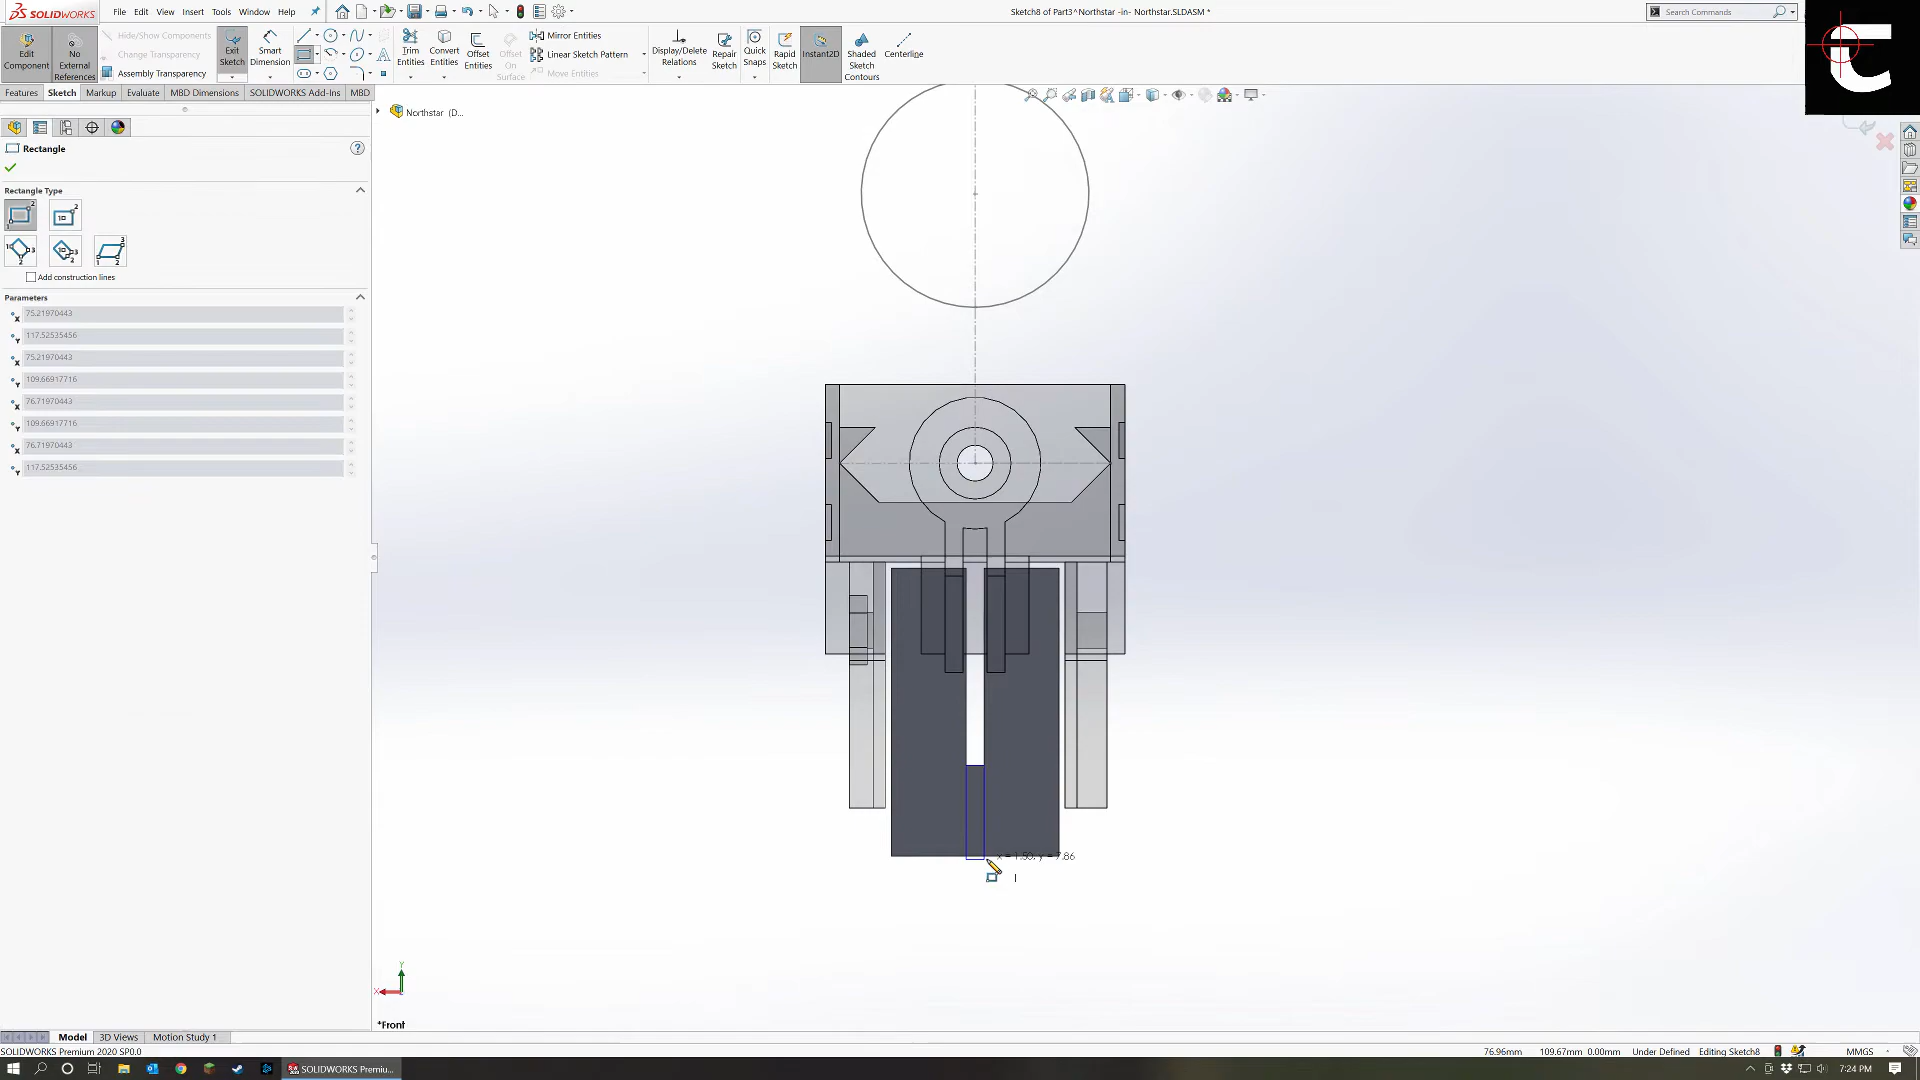 SOLIDWORKS
File Edit View Insert Tools Window Help
Sketch8 of Part3^Northstar -in- Northstar.SLDASM *
Search Commands
Edit Component
No External References
Hide/Show Components
Change Transparency
Assembly Transparency
Exit Sketch
Smart Dimension
Trim Entities
Convert Entities
Offset Entities
Offset On Surface
Mirror Entities
Linear Sketch Pattern
Move Entities
Display/Delete Relations
Repair Sketch
Quick Snaps
Rapid Sketch
Instant2D
Shaded Sketch Contours
Centerline
Features Sketch Markup Evaluate MBD Dimensions SOLIDWORKS Add-Ins MBD
Northstar (D...
Rectangle
Rectangle Type
Add construction lines
Parameters
75.21970443
117.52535456
75.21970443
109.66917716
76.71970443
109.66917716
76.71970443
117.52535456
x = 1.50, y = 7.86
Y
X
*Front
Model 3D Views Motion Study 1
SOLIDWORKS Premium 2020 SP0.0
76.96mm 109.67mm 0.00mm Under Defined Editing Sketch8 MMGS
SOLIDWORKS Premiu...
7:24 PM